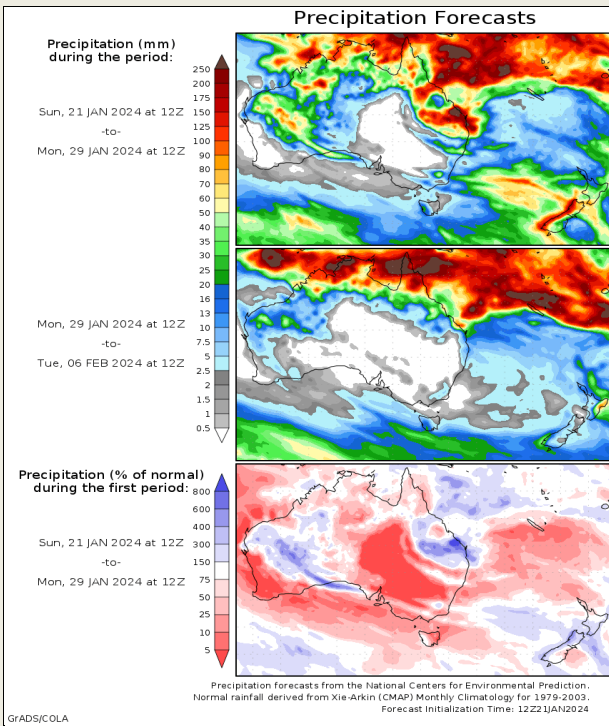 Precipitation Forecasts
Precipitation (mm)
during the period:
Sun, 21 JAN 2024 at 12Z
-to-
Mon, 29 JAN 2024 at 12Z
250
200
175
150
125
100
90
80
70
60
50
40
35
30
25
20
16
13
10
7.5
5
2.5
2
1.5
1
0.5
Mon, 29 JAN 2024 at 12Z
-to-
Tue, 06 FEB 2024 at 12Z
Precipitation (% of normal)
during the first period:
Sun, 21 JAN 2024 at 12Z
-to-
Mon, 29 JAN 2024 at 12Z
800
600
400
300
150
75
50
25
10
5
Precipitation forecasts from the National Centers for Environmental Prediction.
Normal rainfall derived from Xie-Arkin (CMAP) Monthly Climatology for 1979-2003.
Forecast Initialization Time: 12Z21JAN2024
GrADS/COLA